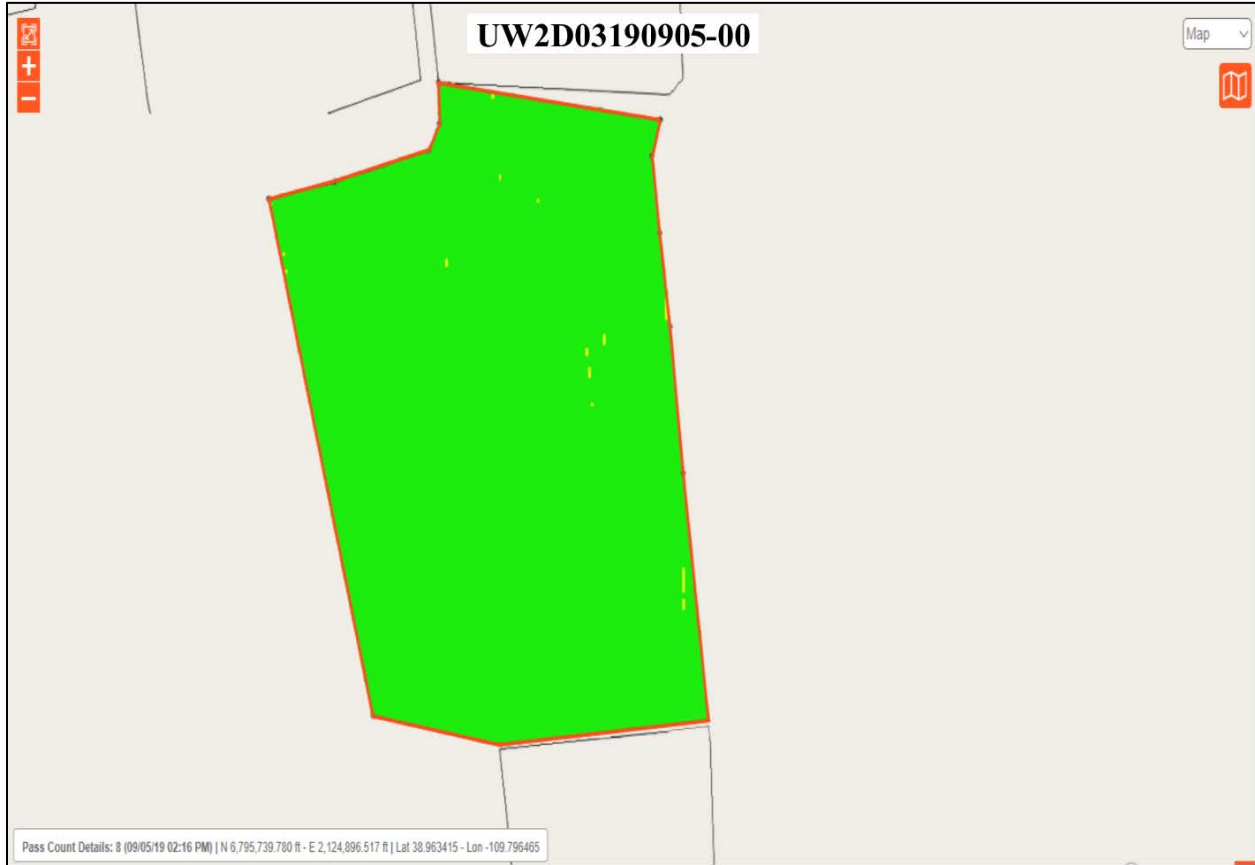 UW2D03190905-00
Map
+
−
Pass Count Details: 8 (09/05/19 02:16 PM) | N 6,795,739.780 ft - E 2,124,896.517 ft | Lat 38.963415 - Lon -109.796465